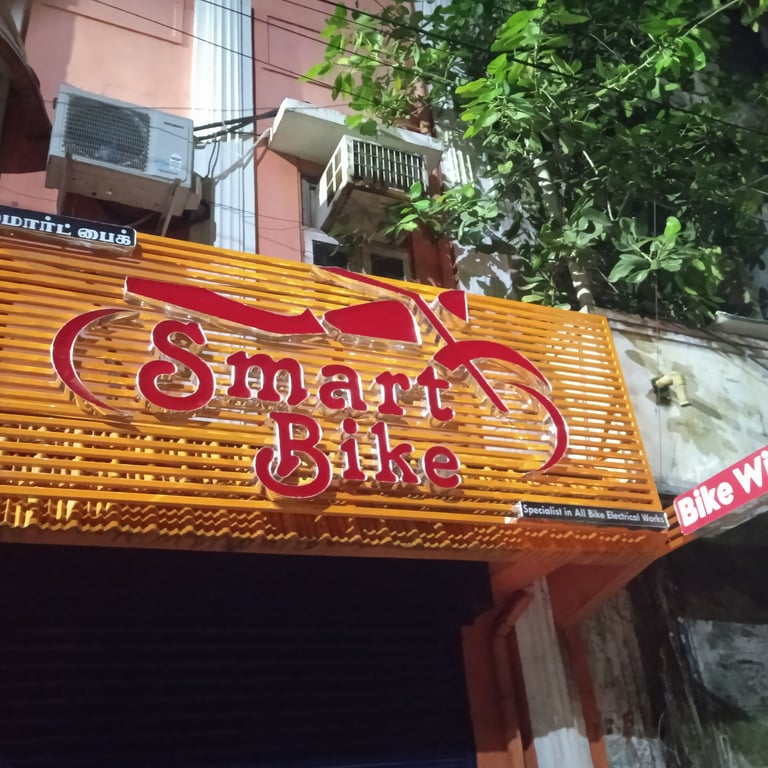 பைக்
Smart
Bike
Specialist in All Bike Electrical Works
Bike